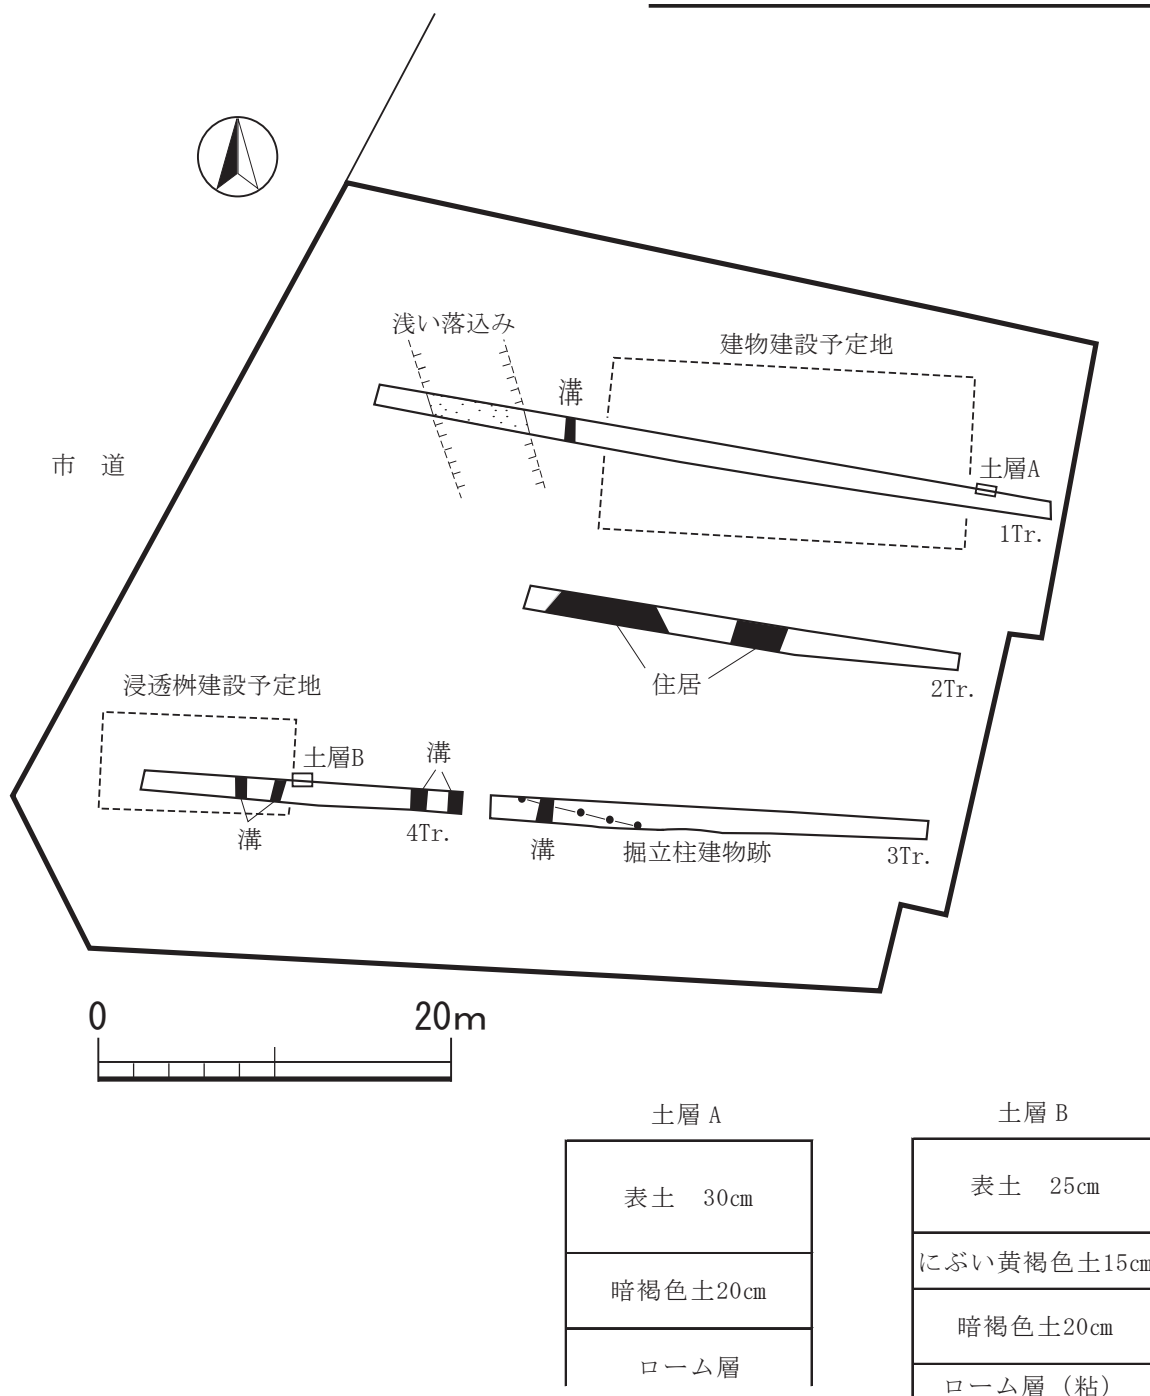 浅い落込み
建物建設予定地
溝
市　道
土層A
1Tr.
住居
2Tr.
浸透桝建設予定地
土層B
溝
溝
4Tr.
溝
掘立柱建物跡
3Tr.
0
20m
土層 A
表土　30㎝
暗褐色土20㎝
ローム層
土層 B
表土　25㎝
にぶい黄褐色土15㎝
暗褐色土20㎝
ローム層（粘）